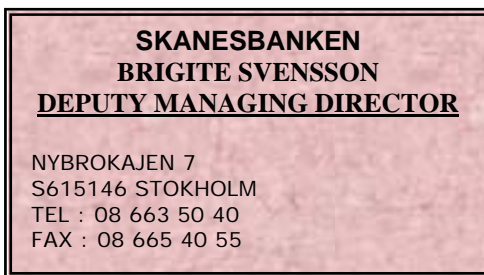 SKANESBANKEN
BRIGITE SVENSSON
DEPUTY MANAGING DIRECTOR
NYBROKAJEN 7
S615146 STOKHOLM
TEL : 08 663 50 40
FAX : 08 665 40 55